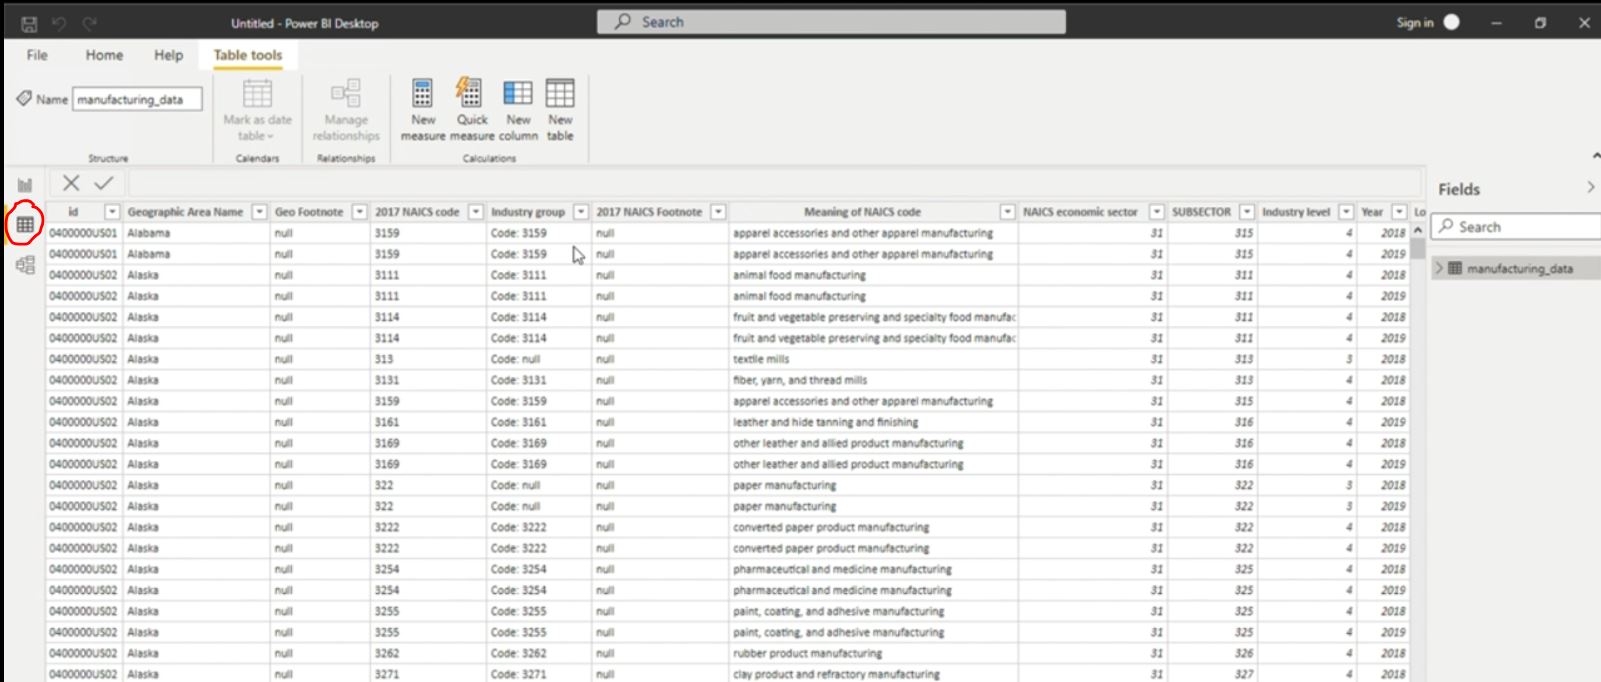 Untitled - Power BI Desktop Search Sign in
File Home Help Table tools
Name manufacturing_data
Mark as date table
Manage relationships
New measure
Quick measure
New column
New table
Structure Calendars Relationships Calculations
Fields
Search
manufacturing_data
id Geographic Area Name Geo Footnote 2017 NAICS code Industry group 2017 NAICS Footnote Meaning of NAICS code NAICS economic sector SUBSECTOR Industry level Year Lo
0400000US01 Alabama null 3159 Code: 3159 null apparel accessories and other apparel manufacturing 31 315 4 2018
0400000US01 Alabama null 3159 Code: 3159 null apparel accessories and other apparel manufacturing 31 315 4 2019
0400000US02 Alaska null 3111 Code: 3111 null animal food manufacturing 31 311 4 2018
0400000US02 Alaska null 3111 Code: 3111 null animal food manufacturing 31 311 4 2019
0400000US02 Alaska null 3114 Code: 3114 null fruit and vegetable preserving and specialty food manufac 31 311 4 2018
0400000US02 Alaska null 3114 Code: 3114 null fruit and vegetable preserving and specialty food manufac 31 311 4 2019
0400000US02 Alaska null 313 Code: null null textile mills 31 313 3 2018
0400000US02 Alaska null 3131 Code: 3131 null fiber, yarn, and thread mills 31 313 4 2018
0400000US02 Alaska null 3159 Code: 3159 null apparel accessories and other apparel manufacturing 31 315 4 2018
0400000US02 Alaska null 3161 Code: 3161 null leather and hide tanning and finishing 31 316 4 2019
0400000US02 Alaska null 3169 Code: 3169 null other leather and allied product manufacturing 31 316 4 2018
0400000US02 Alaska null 3169 Code: 3169 null other leather and allied product manufacturing 31 316 4 2019
0400000US02 Alaska null 322 Code: null null paper manufacturing 31 322 3 2018
0400000US02 Alaska null 322 Code: null null paper manufacturing 31 322 3 2019
0400000US02 Alaska null 3222 Code: 3222 null converted paper product manufacturing 31 322 4 2018
0400000US02 Alaska null 3222 Code: 3222 null converted paper product manufacturing 31 322 4 2019
0400000US02 Alaska null 3254 Code: 3254 null pharmaceutical and medicine manufacturing 31 325 4 2018
0400000US02 Alaska null 3254 Code: 3254 null pharmaceutical and medicine manufacturing 31 325 4 2019
0400000US02 Alaska null 3255 Code: 3255 null paint, coating, and adhesive manufacturing 31 325 4 2018
0400000US02 Alaska null 3255 Code: 3255 null paint, coating, and adhesive manufacturing 31 325 4 2019
0400000US02 Alaska null 3262 Code: 3262 null rubber product manufacturing 31 326 4 2018
0400000US02 Alaska null 3271 Code: 3271 null clay product and refractory manufacturing 31 327 4 2018